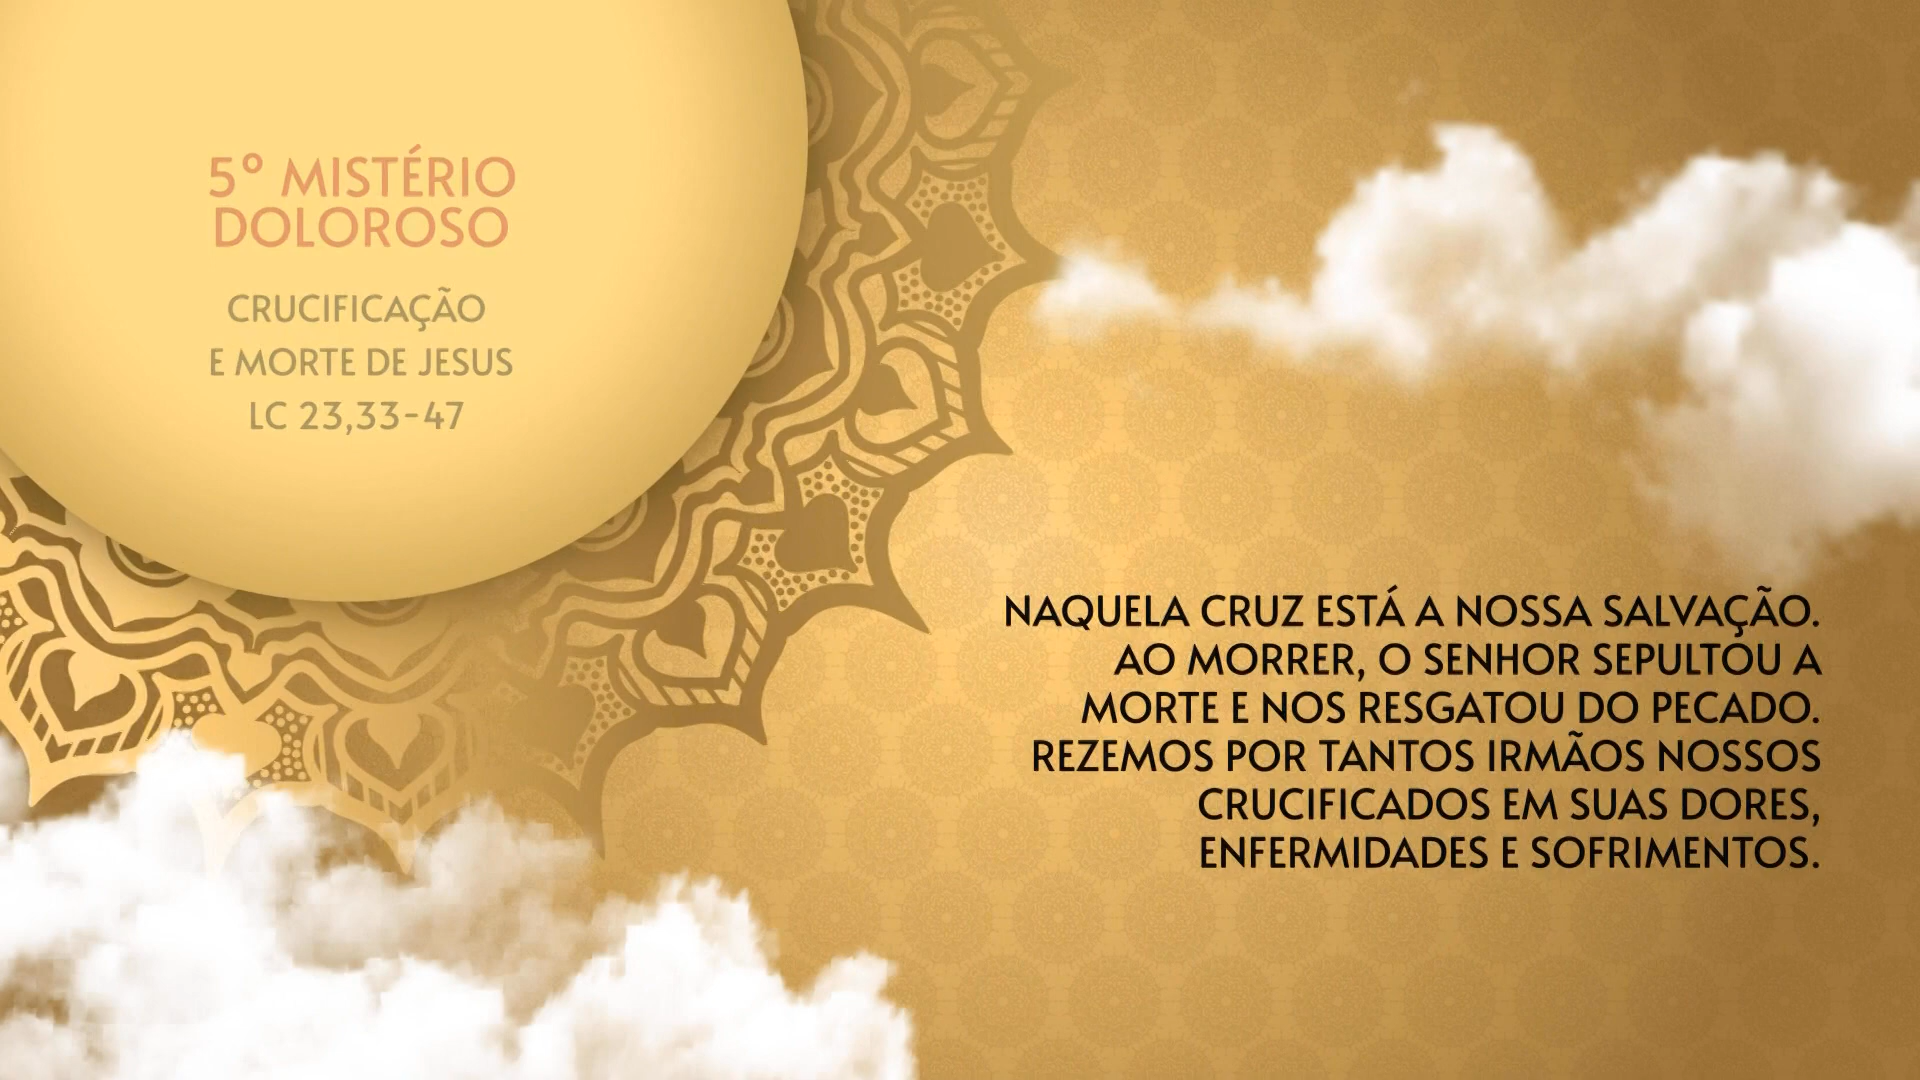 5º MISTÉRIO
DOLOROSO
CRUCIFICAÇÃO
E MORTE DE JESUS
LC 23,33-47
NAQUELA CRUZ ESTÁ A NOSSA SALVAÇÃO.
AO MORRER, O SENHOR SEPULTOU A
MORTE E NOS RESGATOU DO PECADO.
REZEMOS POR TANTOS IRMÃOS NOSSOS
CRUCIFICADOS EM SUAS DORES,
ENFERMIDADES E SOFRIMENTOS.